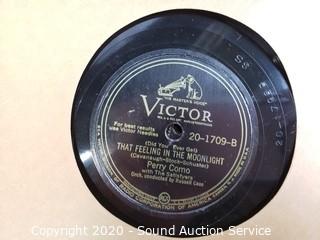 "HIS MASTER'S VOICE"
VICTOR
For best results
use Victor Needles
20-1709-B
(Did You Ever Get)
THAT FEELING IN THE MOONLIGHT
(Cavanaugh-Stock-Schuster)
Perry Como
with The Satisfyers
Orch. conducted by Russell Case
RCA
Copyright 2020 - Sound Auction Service